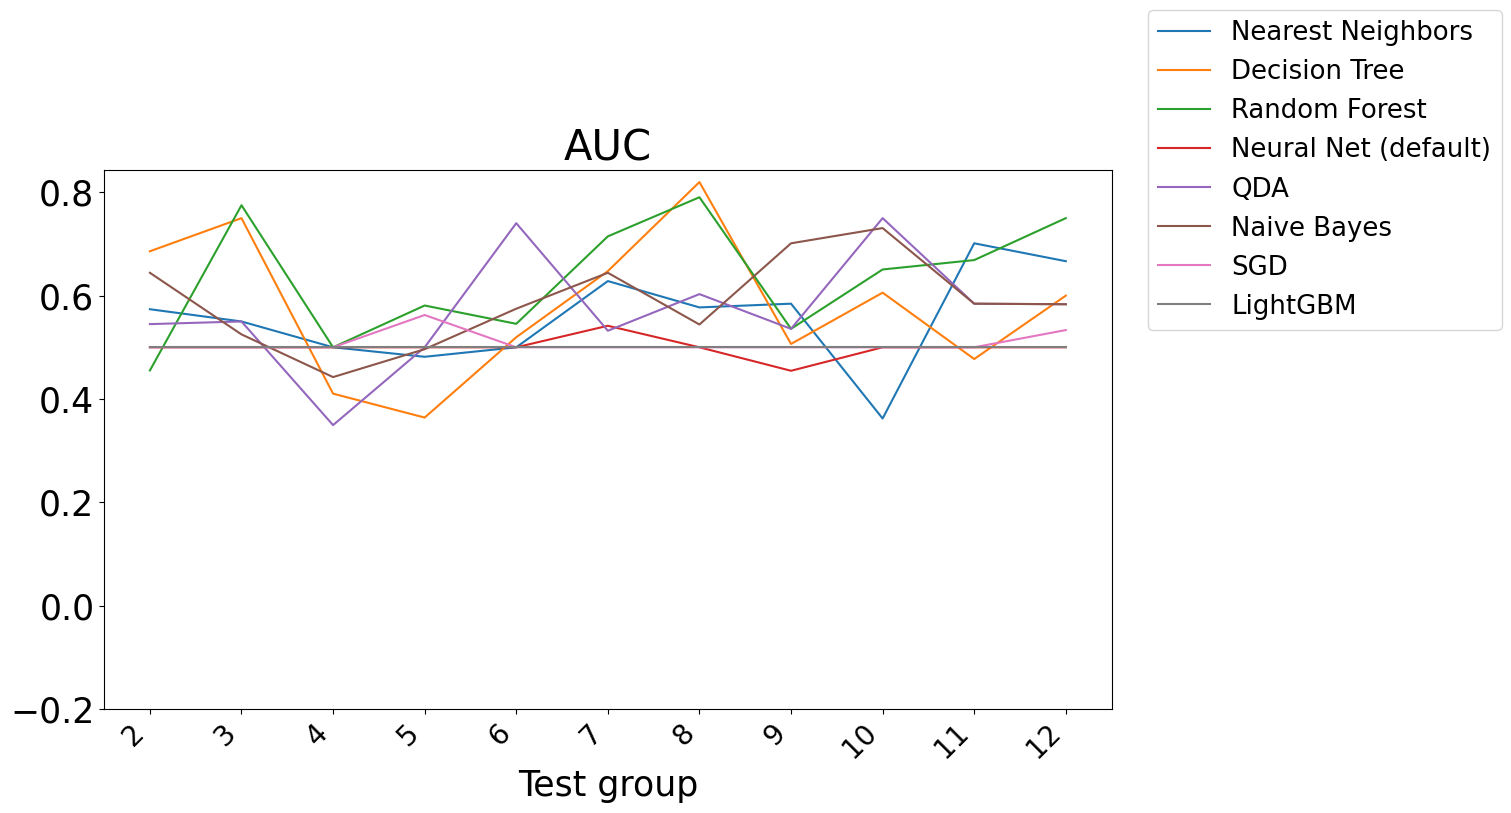 AUC
0.8
0.6
0.4
0.2
0.0
−0.2
2 3 4 5 6 7 8 9 10 11 12
Test group
Nearest Neighbors
Decision Tree
Random Forest
Neural Net (default)
QDA
Naive Bayes
SGD
LightGBM